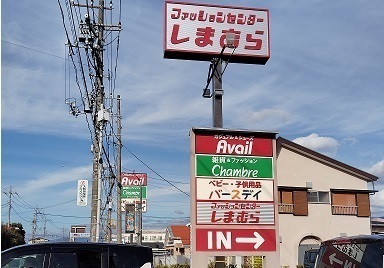 ファッションセンター
しまむら
カジュアル&シューズ
Avail
雑貨&ファッション
Chambre
ベビー・子供用品
バースデイ
ファッションセンター
しまむら
IN→
Avail
Chambre